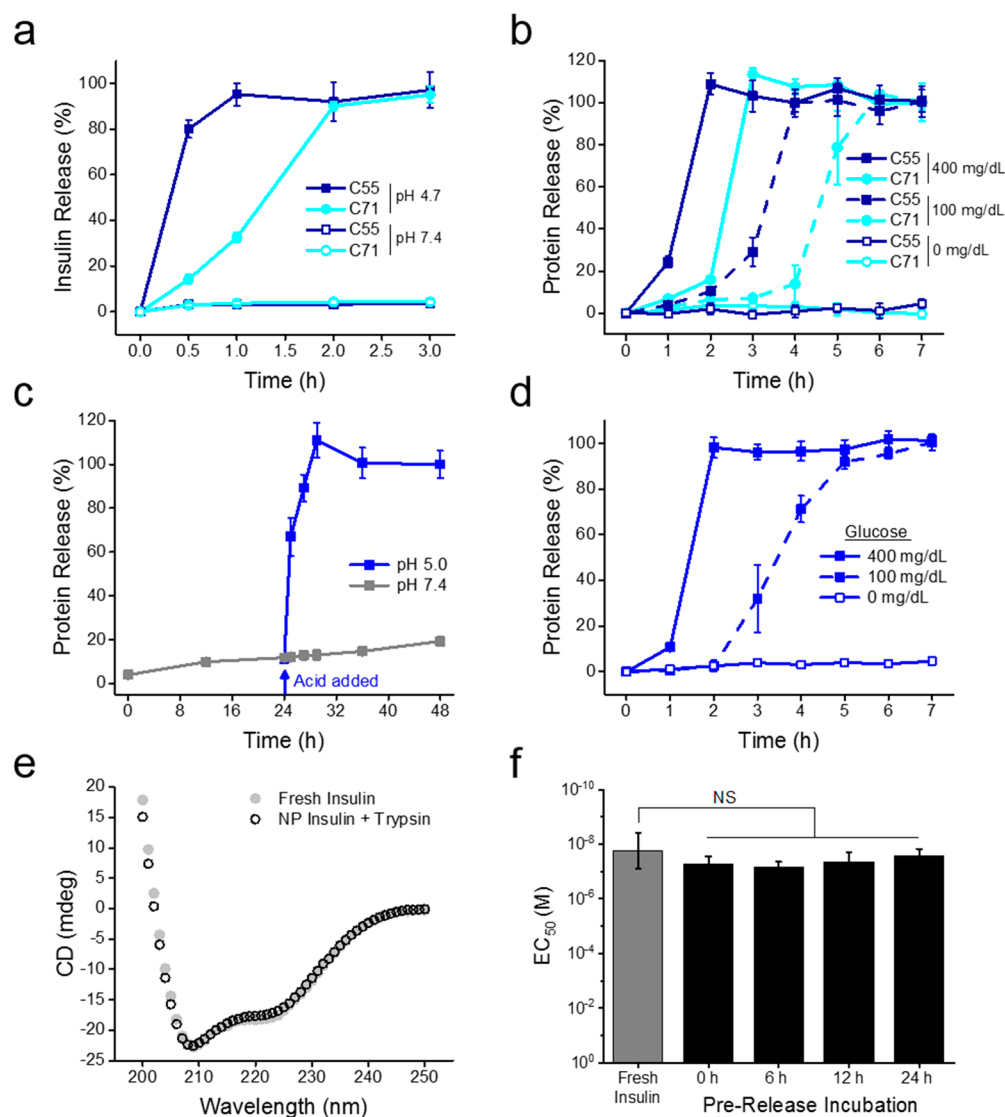 a
Insulin Release (%)
100
80
60
40
20
0
C55
C71
pH 4.7
C55
C71
pH 7.4
0.0 0.5 1.0 1.5 2.0 2.5 3.0
Time (h)
b
Protein Release (%)
120
100
80
60
40
20
0
C55
C71
400 mg/dL
C55
C71
100 mg/dL
C55
C71
0 mg/dL
0 1 2 3 4 5 6 7
Time (h)
c
Protein Release (%)
120
100
80
60
40
20
0
pH 5.0
pH 7.4
Acid added
0 8 16 24 32 40 48
Time (h)
d
Protein Release (%)
100
80
60
40
20
0
Glucose
400 mg/dL
100 mg/dL
0 mg/dL
0 1 2 3 4 5 6 7
Time (h)
e
CD (mdeg)
20
15
10
5
0
-5
-10
-15
-20
-25
Fresh Insulin
NP Insulin + Trypsin
200 210 220 230 240 250
Wavelength (nm)
f
EC50 (M)
10-10
10-8
10-6
10-4
10-2
100
NS
Fresh
Insulin
0 h 6 h 12 h 24 h
Pre-Release Incubation